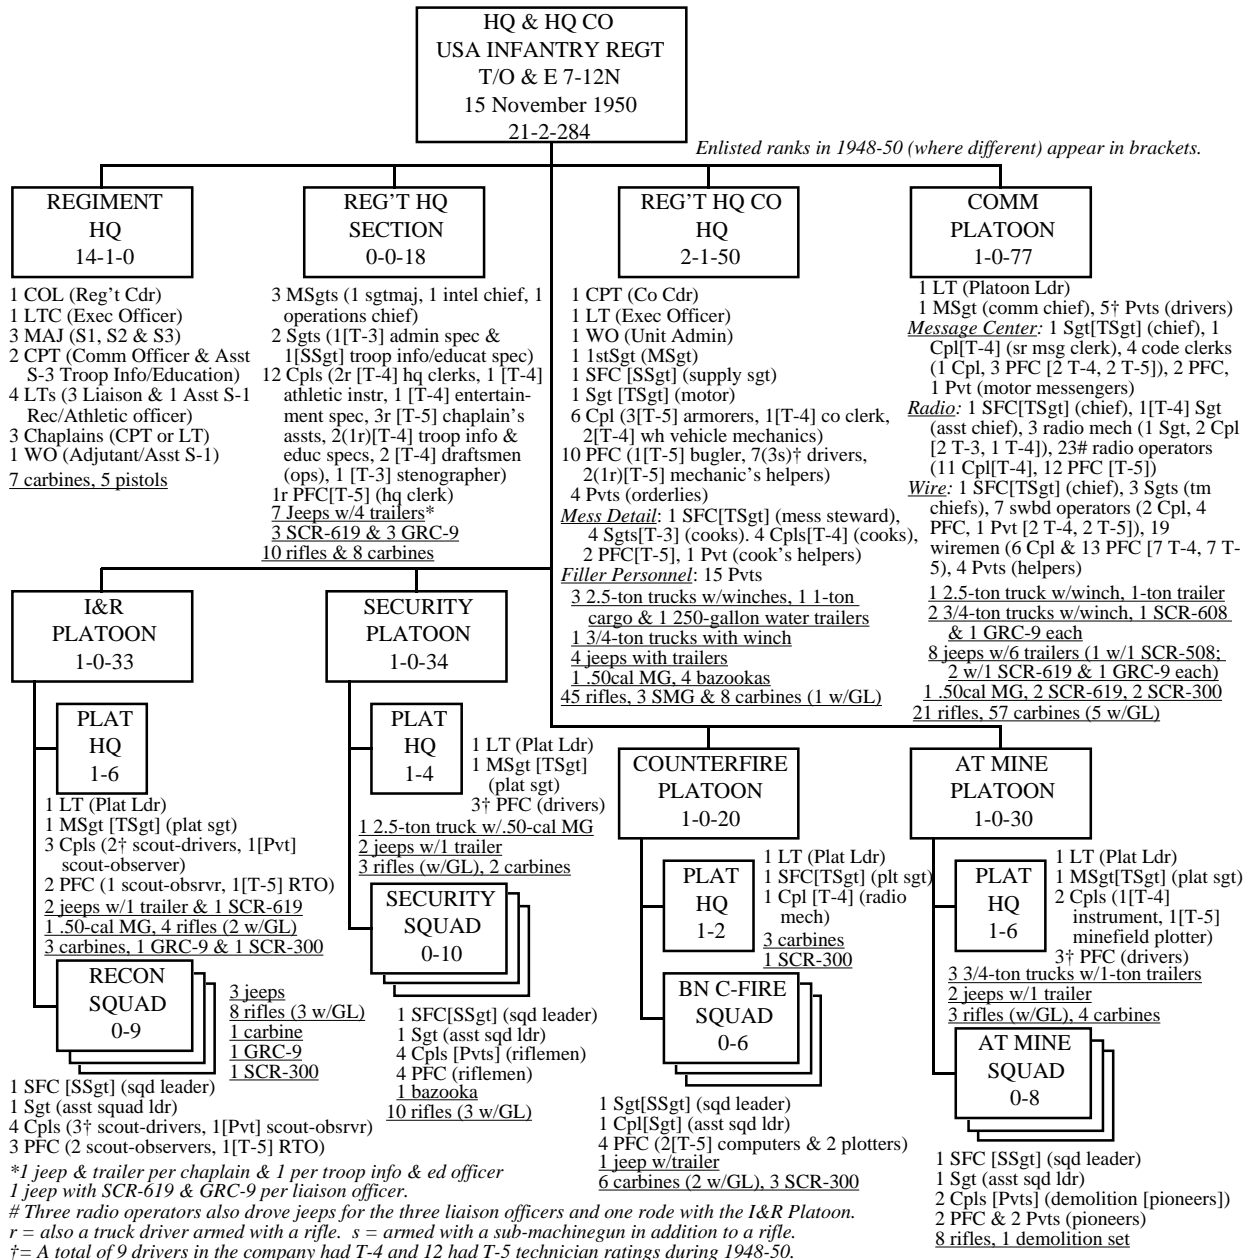 HQ & HQ CO
USA INFANTRY REGT
T/O & E 7-12N
15 November 1950
21-2-284
Enlisted ranks in 1948-50 (where different) appear in brackets.
REGIMENT
HQ
14-1-0
1 COL (Reg't Cdr)
1 LTC (Exec Officer)
3 MAJ (S1, S2 & S3)
2 CPT (Comm Officer & Asst
S-3 Troop Info/Education)
4 LTs (3 Liaison & 1 Asst S-1
Rec/Athletic officer)
3 Chaplains (CPT or LT)
1 WO (Adjutant/Asst S-1)
7 carbines, 5 pistols
REG'T HQ
SECTION
0-0-18
3 MSgts (1 sgtmaj, 1 intel chief, 1
operations chief)
2 Sgts (1[T-3] admin spec &
1[SSgt] troop info/educat spec)
12 Cpls (2r [T-4] hq clerks, 1 [T-4]
athletic instr, 1 [T-4] entertain-
ment spec, 3r [T-5] chaplain's
assts, 2(1r)[T-4] troop info &
educ specs, 2 [T-4] draftsmen
(ops), 1 [T-3] stenographer)
1r PFC[T-5] (hq clerk)
7 Jeeps w/4 trailers*
3 SCR-619 & 3 GRC-9
10 rifles & 8 carbines
REG'T HQ CO
HQ
2-1-50
1 CPT (Co Cdr)
1 LT (Exec Officer)
1 WO (Unit Admin)
1 1stSgt (MSgt)
1 SFC [SSgt] (supply sgt)
1 Sgt [TSgt] (motor)
6 Cpl (3[T-5] armorers, 1[T-4] co clerk,
2[T-4] wh vehicle mechanics)
10 PFC (1[T-5] bugler, 7(3s)† drivers,
2(1r)[T-5] mechanic's helpers)
4 Pvts (orderlies)
Mess Detail: 1 SFC[TSgt] (mess steward),
4 Sgts[T-3] (cooks). 4 Cpls[T-4] (cooks),
2 PFC[T-5], 1 Pvt (cook's helpers)
Filler Personnel: 15 Pvts
3 2.5-ton trucks w/winches, 1 1-ton
cargo & 1 250-gallon water trailers
1 3/4-ton trucks with winch
4 jeeps with trailers
1 .50cal MG, 4 bazookas
45 rifles, 3 SMG & 8 carbines (1 w/GL)
COMM
PLATOON
1-0-77
1 LT (Platoon Ldr)
1 MSgt (comm chief), 5† Pvts (drivers)
Message Center: 1 Sgt[TSgt] (chief), 1
Cpl[T-4] (sr msg clerk), 4 code clerks
(1 Cpl, 3 PFC [2 T-4, 2 T-5]), 2 PFC,
1 Pvt (motor messengers)
Radio: 1 SFC[TSgt] (chief), 1[T-4] Sgt
(asst chief), 3 radio mech (1 Sgt, 2 Cpl
[2 T-3, 1 T-4]), 23# radio operators
(11 Cpl[T-4], 12 PFC [T-5])
Wire: 1 SFC[TSgt] (chief), 3 Sgts (tm
chiefs), 7 swbd operators (2 Cpl, 4
PFC, 1 Pvt [2 T-4, 2 T-5]), 19
wiremen (6 Cpl & 13 PFC [7 T-4, 7 T-
5), 4 Pvts (helpers)
1 2.5-ton truck w/winch, 1-ton trailer
2 3/4-ton trucks w/winch, 1 SCR-608
& 1 GRC-9 each
8 jeeps w/6 trailers (1 w/1 SCR-508;
2 w/1 SCR-619 & 1 GRC-9 each)
1 .50cal MG, 2 SCR-619, 2 SCR-300
21 rifles, 57 carbines (5 w/GL)
I&R
PLATOON
1-0-33
PLAT
HQ
1-6
1 LT (Plat Ldr)
1 MSgt [TSgt] (plat sgt)
3 Cpls (2† scout-drivers, 1[Pvt]
scout-observer)
2 PFC (1 scout-obsrvr, 1[T-5] RTO)
2 jeeps w/1 trailer & 1 SCR-619
1 .50-cal MG, 4 rifles (2 w/GL)
3 carbines, 1 GRC-9 & 1 SCR-300
RECON
SQUAD
0-9
3 jeeps
8 rifles (3 w/GL)
1 carbine
1 GRC-9
1 SCR-300
1 SFC [SSgt] (sqd leader)
1 Sgt (asst squad ldr)
4 Cpls (3† scout-drivers, 1[Pvt] scout-obsrvr)
3 PFC (2 scout-observers, 1[T-5] RTO)
SECURITY
PLATOON
1-0-34
PLAT
HQ
1-4
1 LT (Plat Ldr)
1 MSgt [TSgt]
(plat sgt)
3† PFC (drivers)
1 2.5-ton truck w/.50-cal MG
2 jeeps w/1 trailer
3 rifles (w/GL), 2 carbines
SECURITY
SQUAD
0-10
1 SFC[SSgt] (sqd leader)
1 Sgt (asst sqd ldr)
4 Cpls [Pvts] (riflemen)
4 PFC (riflemen)
1 bazooka
10 rifles (3 w/GL)
COUNTERFIRE
PLATOON
1-0-20
PLAT
HQ
1-2
1 LT (Plat Ldr)
1 SFC[TSgt] (plt sgt)
1 Cpl [T-4] (radio
mech)
3 carbines
1 SCR-300
BN C-FIRE
SQUAD
0-6
1 Sgt[SSgt] (sqd leader)
1 Cpl[Sgt] (asst sqd ldr)
4 PFC (2[T-5] computers & 2 plotters)
1 jeep w/trailer
6 carbines (2 w/GL), 3 SCR-300
AT MINE
PLATOON
1-0-30
PLAT
HQ
1-6
1 LT (Plat Ldr)
1 MSgt[TSgt] (plat sgt)
2 Cpls (1[T-4]
instrument, 1[T-5]
minefield plotter)
3† PFC (drivers)
3 3/4-ton trucks w/1-ton trailers
2 jeeps w/1 trailer
3 rifles (w/GL), 4 carbines
AT MINE
SQUAD
0-8
1 SFC [SSgt] (sqd leader)
1 Sgt (asst sqd ldr)
2 Cpls [Pvts] (demolition [pioneers])
2 PFC & 2 Pvts (pioneers)
8 rifles, 1 demolition set
*1 jeep & trailer per chaplain & 1 per troop info & ed officer
1 jeep with SCR-619 & GRC-9 per liaison officer.
# Three radio operators also drove jeeps for the three liaison officers and one rode with the I&R Platoon.
r = also a truck driver armed with a rifle. s = armed with a sub-machinegun in addition to a rifle.
†= A total of 9 drivers in the company had T-4 and 12 had T-5 technician ratings during 1948-50.